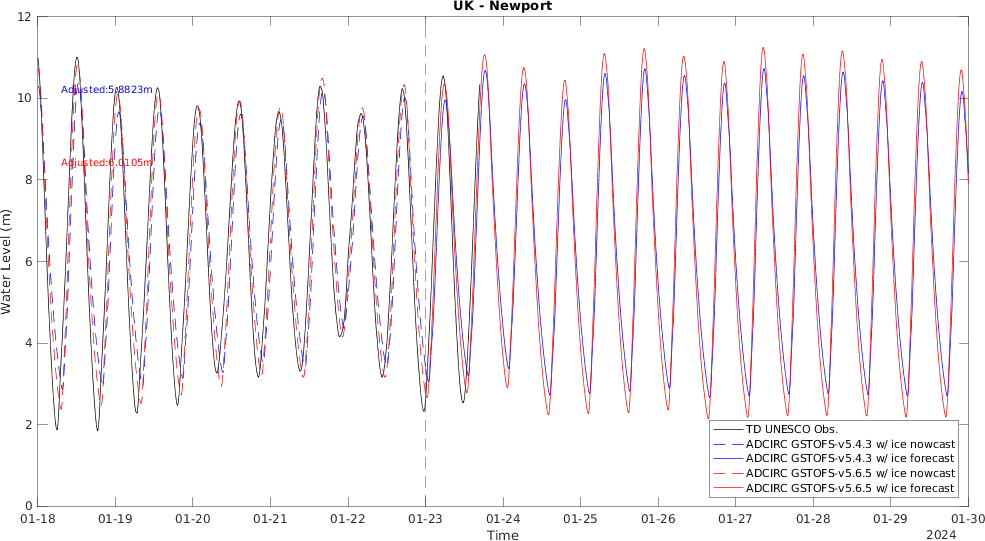 UK - Newport
12
10
8
6
4
2
0
Water Level (m)
Adjusted:5.8823m
Adjusted:6.0105m
TD UNESCO Obs.
ADCIRC GSTOFS-v5.4.3 w/ ice nowcast
ADCIRC GSTOFS-v5.4.3 w/ ice forecast
ADCIRC GSTOFS-v5.6.5 w/ ice nowcast
ADCIRC GSTOFS-v5.6.5 w/ ice forecast
01-18 01-19 01-20 01-21 01-22 01-23 01-24 01-25 01-26 01-27 01-28 01-29 01-30
Time
2024